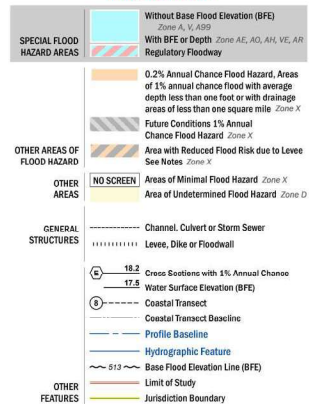 Without Base Flood Elevation (BFE)
Zone A, V, A99
SPECIAL FLOOD
HAZARD AREAS
With BFE or Depth Zone AE, AO, AH, VE, AR
Regulatory Floodway
0.2% Annual Chance Flood Hazard, Areas
of 1% annual chance flood with average
depth less than one foot or with drainage
areas of less than one square mile Zone X
Future Conditions 1% Annual
Chance Flood Hazard Zone X
OTHER AREAS OF
FLOOD HAZARD
Area with Reduced Flood Risk due to Levee
See Notes Zone X
OTHER
AREAS
NO SCREEN Areas of Minimal Flood Hazard Zone X
Area of Undetermined Flood Hazard Zone D
GENERAL
STRUCTURES
Channel. Culvert or Storm Sewer
Levee, Dike or Floodwall
E 18.2 Cross Sections with 1% Annual Chance
17.5 Water Surface Elevation (BFE)
8 Coastal Transect
Coastal Transect Baseline
Profile Baseline
Hydrographic Feature
513 Base Flood Elevation Line (BFE)
OTHER
FEATURES
Limit of Study
Jurisdiction Boundary